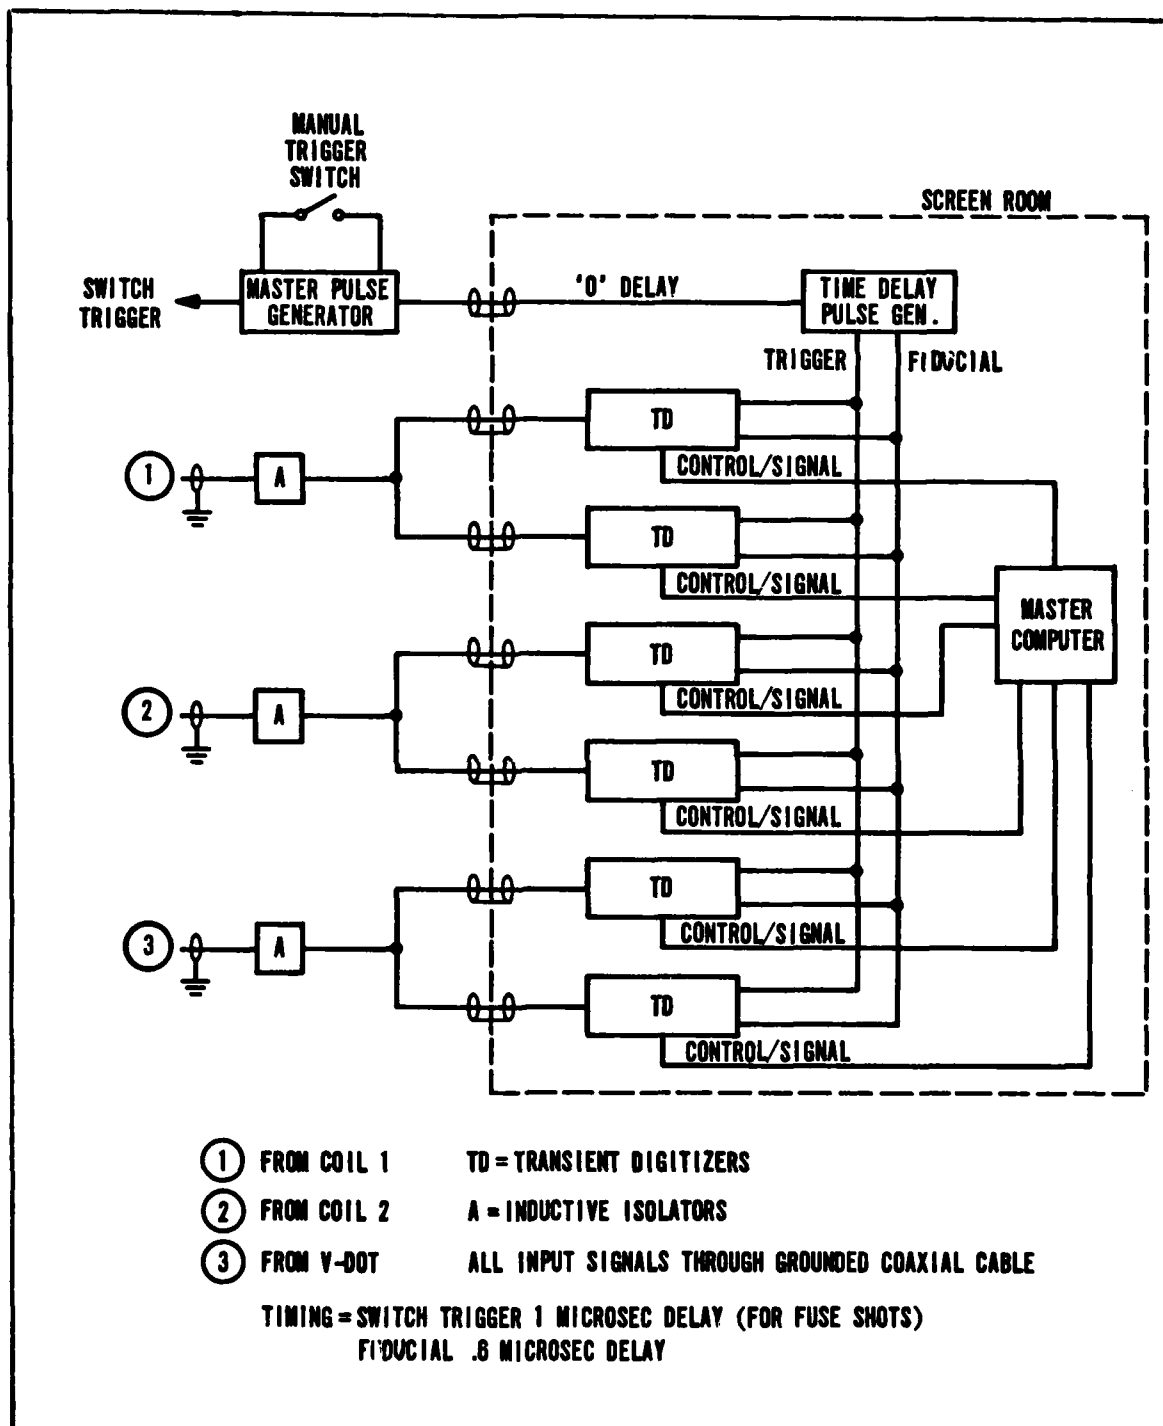 MANUAL
TRIGGER
SWITCH
SCREEN ROOM
SWITCH
TRIGGER
MASTER PULSE
GENERATOR
'0' DELAY
TIME DELAY
PULSE GEN.
TRIGGER
FIDUCIAL
TD
CONTROL/SIGNAL
1
A
TD
CONTROL/SIGNAL
MASTER
COMPUTER
TD
CONTROL/SIGNAL
2
A
TD
CONTROL/SIGNAL
TD
CONTROL/SIGNAL
3
A
TD
CONTROL/SIGNAL
1 FROM COIL 1 TD = TRANSIENT DIGITIZERS
2 FROM COIL 2 A = INDUCTIVE ISOLATORS
3 FROM V-DOT ALL INPUT SIGNALS THROUGH GROUNDED COAXIAL CABLE
TIMING = SWITCH TRIGGER 1 MICROSEC DELAY (FOR FUSE SHOTS)
FIDUCIAL .6 MICROSEC DELAY